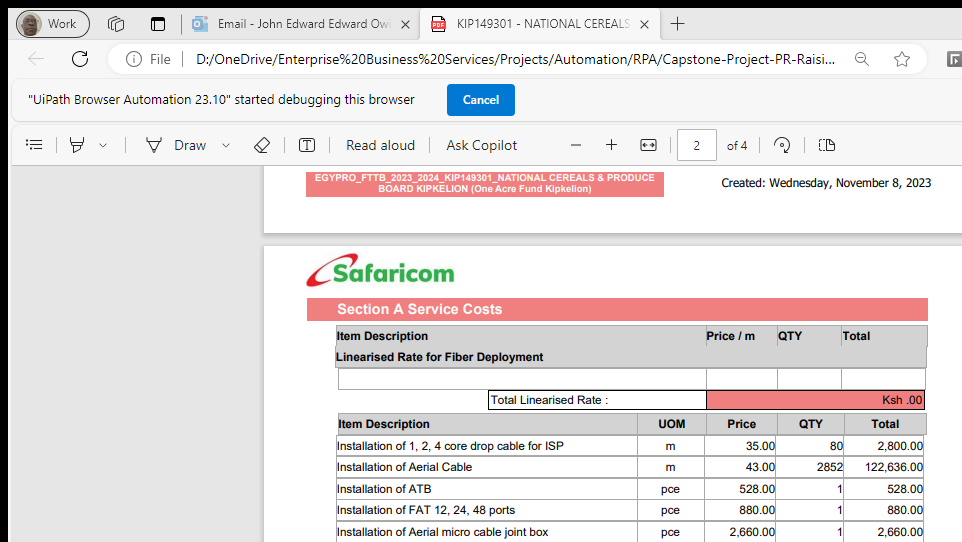 Work
Email - John Edward Edward Ow
KIP149301 - NATIONAL CEREALS
File D:/OneDrive/Enterprise%20Business%20Services/Projects/Automation/RPA/Capstone-Project-PR-Raisi...
"UiPath Browser Automation 23.10" started debugging this browser Cancel
Draw Read aloud Ask Copilot 2 of 4
EGYPRO_FTTB_2023_2024_KIP149301_NATIONAL CEREALS & PRODUCE
BOARD KIPKELION (One Acre Fund Kipkelion)
Created: Wednesday, November 8, 2023
Safaricom
Section A Service Costs
Item Description Price / m QTY Total
Linearised Rate for Fiber Deployment
Total Linearised Rate : Ksh .00
Item Description UOM Price QTY Total
Installation of 1, 2, 4 core drop cable for ISP m 35.00 80 2,800.00
Installation of Aerial Cable m 43.00 2852 122,636.00
Installation of ATB pce 528.00 1 528.00
Installation of FAT 12, 24, 48 ports pce 880.00 1 880.00
Installation of Aerial micro cable joint box pce 2,660.00 1 2,660.00